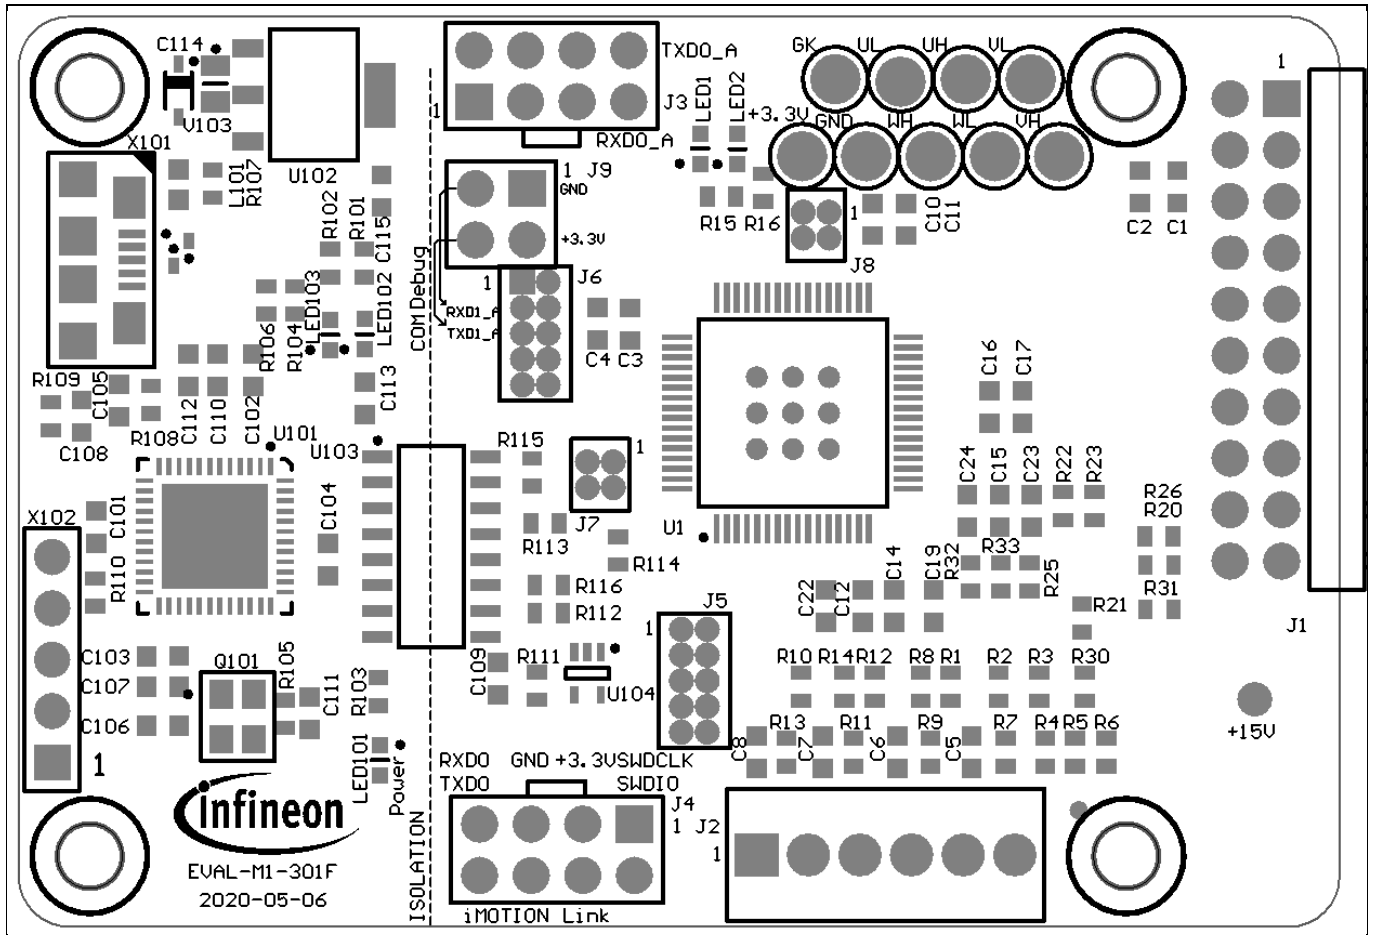 C114
V103
X101
L101
R107
U102
R102
R101
C115
LED103
LED102
R106
R104
R109
C105
C108
R108
C112
C110
C102
C113
U101
U103
X102
C101
R110
C104
C103
C107
C106
Q101
R105
C111
R103
LED101
Power
1
infineon
EVAL-M1-301F
2020-05-06
COM Debug
ISOLATION
TXD0_A
1
J3
RXD0_A
1 J9
GND
+3.3V
1
J6
RXD1_A
TXD1_A
C4 C3
LED1
LED2
+3.3V
R15
R16
GK UL UH VL
GND WH WL VH
1
J8
C10
C11
C2 C1
1
J1
+15V
R115
1
J7
R113
R114
R116
R112
C109
R111
U104
U1
J5
1
C16
C17
C24
C15
C23
R22
R23
R26
R20
C14
C19
R32
R33
R25
C22
C12
R21
R31
R10 R14 R12 R8 R1 R2 R3 R30
C8
R13
C7
R11
C6
R9
C5
R7 R4 R5 R6
RXD0 GND +3.3V SWDCLK
TXD0 SWDIO
J4
1
J2
1
iMOTION Link